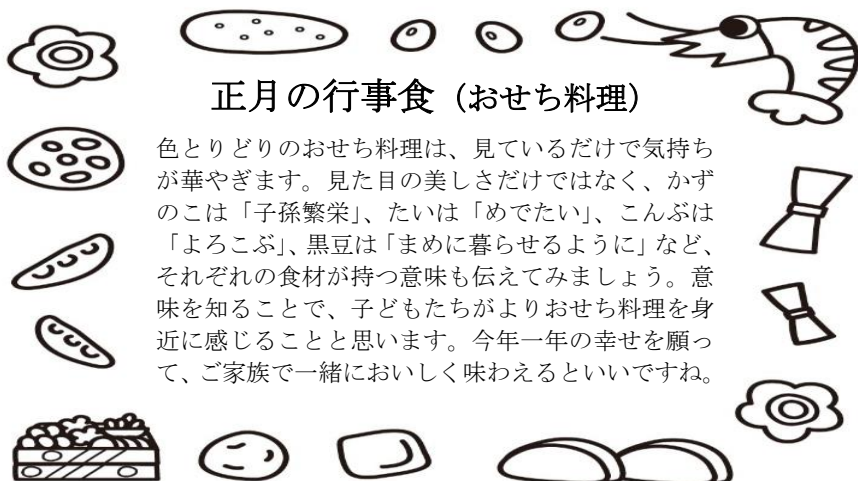 正月の行事食（おせち料理）
色とりどりのおせち料理は、見ているだけで気持ち
が華やぎます。見た目の美しさだけではなく、かず
のこは「子孫繁栄」、たいは「めでたい」、こんぶは
「よろこぶ」、黒豆は「まめに暮らせるように」など、
それぞれの食材が持つ意味も伝えてみましょう。意
味を知ることで、子どもたちがよりおせち料理を身
近に感じることと思います。今年一年の幸せを願っ
て、ご家族で一緒においしく味わえるといいですね。